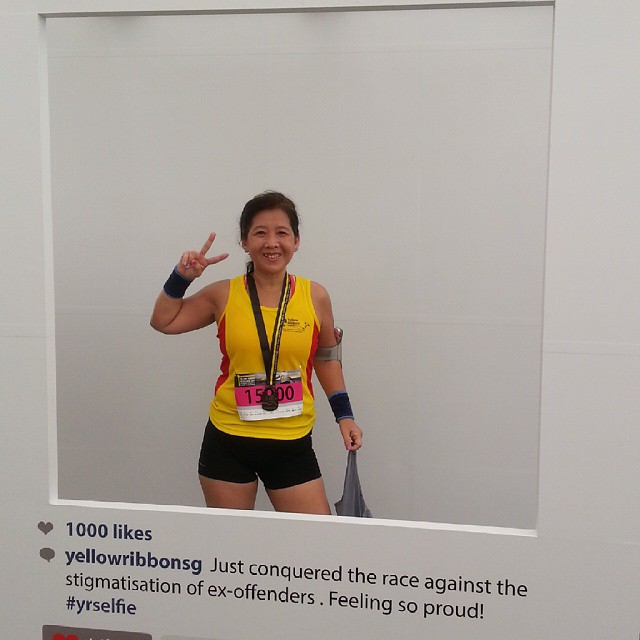 15000
1000 likes
yellowribbonsg Just conquered the race against the
stigmatisation of ex-offenders . Feeling so proud!
#yrselfie